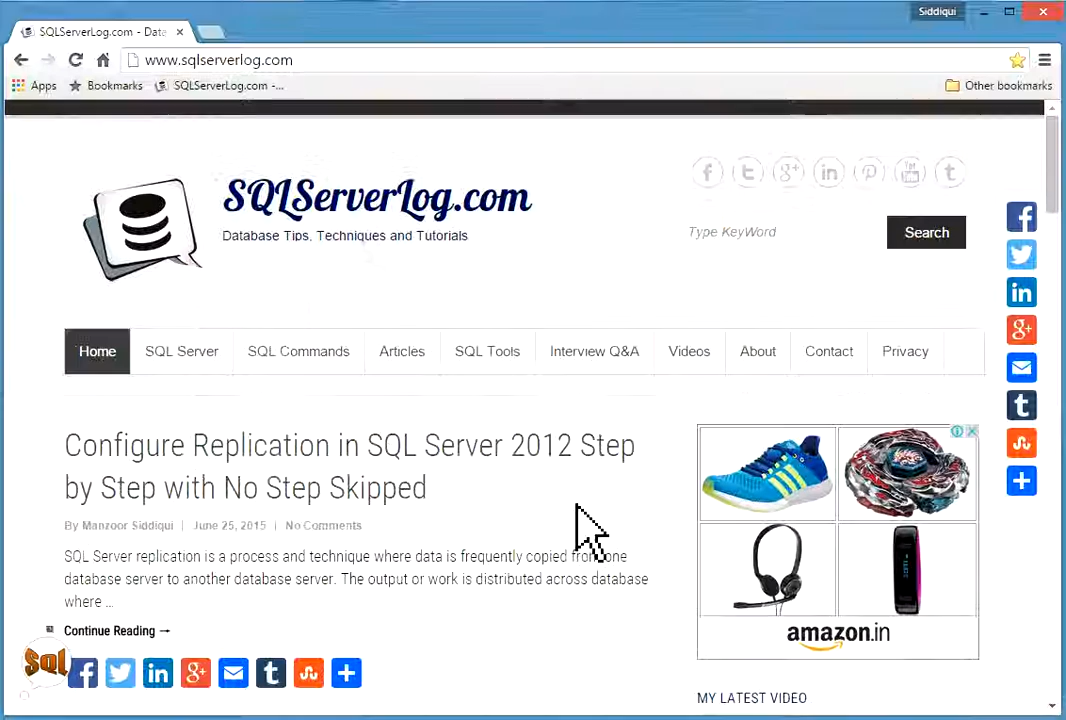 Siddiqui
SQLServerLog.com - Date
www.sqlserverlog.com
Apps Bookmarks SQLServerLog.com -... Other bookmarks
SQLServerLog.com
Database Tips, Techniques and Tutorials
Type KeyWord Search
Home SQL Server SQL Commands Articles SQL Tools Interview Q&A Videos About Contact Privacy
Configure Replication in SQL Server 2012 Step
by Step with No Step Skipped
By Manzoor Siddiqui | June 25, 2015 | No Comments
SQL Server replication is a process and technique where data is frequently copied from one
database server to another database server. The output or work is distributed across database
where ...
Continue Reading →
Sql
amazon.in
MY LATEST VIDEO